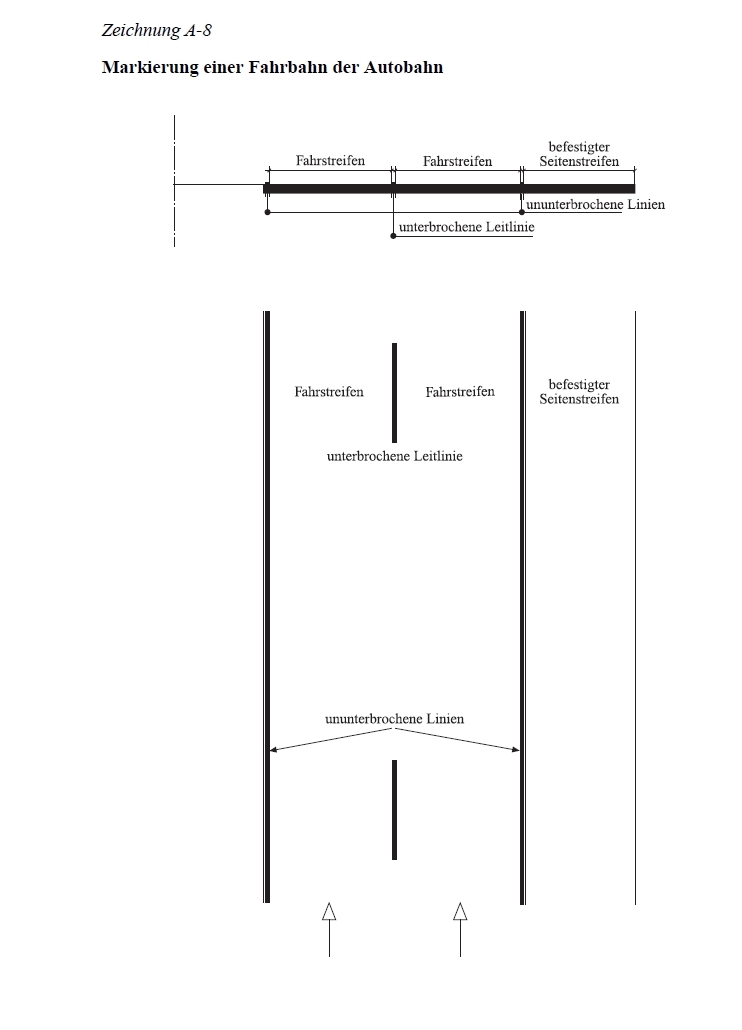 Zeichnung A-8
Markierung einer Fahrbahn der Autobahn
Fahrstreifen
Fahrstreifen
befestigter
Seitenstreifen
ununterbrochene Linien
unterbrochene Leitlinie
Fahrstreifen
Fahrstreifen
befestigter
Seitenstreifen
unterbrochene Leitlinie
ununterbrochene Linien